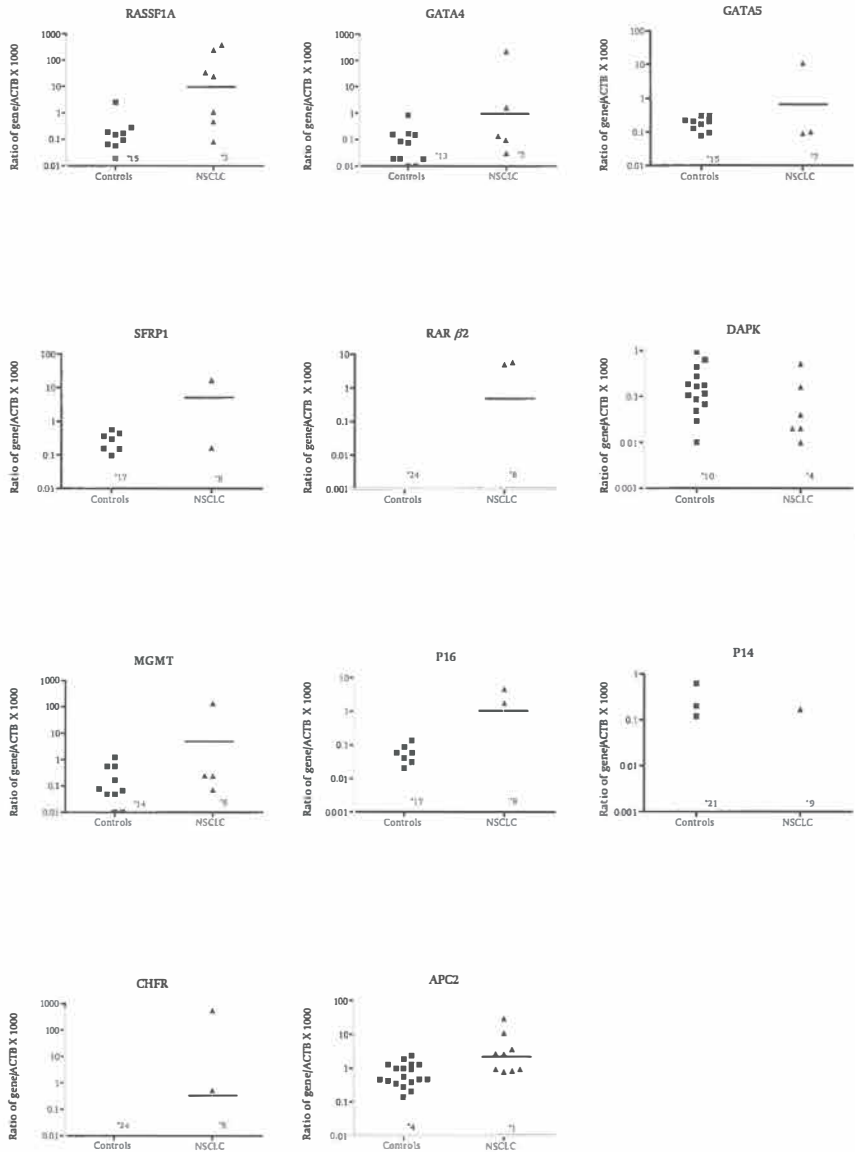 RASSF1A
Ratio of gene/ACTB X 1000
1000
100
10
1
0.1
0.01
*15
*3
Controls
NSCLC
GATA4
Ratio of gene/ACTB X 1000
1000
100
10
1
0.1
0.01
*13
Controls
NSCLC
GATA5
Ratio of gene/ACTB X 1000
100
10
1
0.1
0.01
*15
*7
Controls
NSCLC
SFRP1
Ratio of gene/ACTB X 1000
100
10
1
0.1
0.01
*17
*8
Controls
NSCLC
RAR β2
Ratio of gene/ACTB X 1000
10
1
0.1
0.01
0.001
*24
*8
Controls
NSCLC
DAPK
Ratio of gene/ACTB X 1000
1
0.1
0.01
0.001
*10
*4
Controls
NSCLC
MGMT
Ratio of gene/ACTB X 1000
1000
100
10
1
0.1
0.01
*14
*6
Controls
NSCLC
P16
Ratio of gene/ACTB X 1000
10
1
0.1
0.01
0.001
*17
Controls
NSCLC
P14
Ratio of gene/ACTB X 1000
1
0.1
0.01
0.001
*21
*9
Controls
NSCLC
CHFR
Ratio of gene/ACTB X 1000
1000
100
10
1
0.1
0.01
*24
*8
Controls
NSCLC
APC2
Ratio of gene/ACTB X 1000
100
10
1
0.1
0.01
*4
*1
Controls
NSCLC